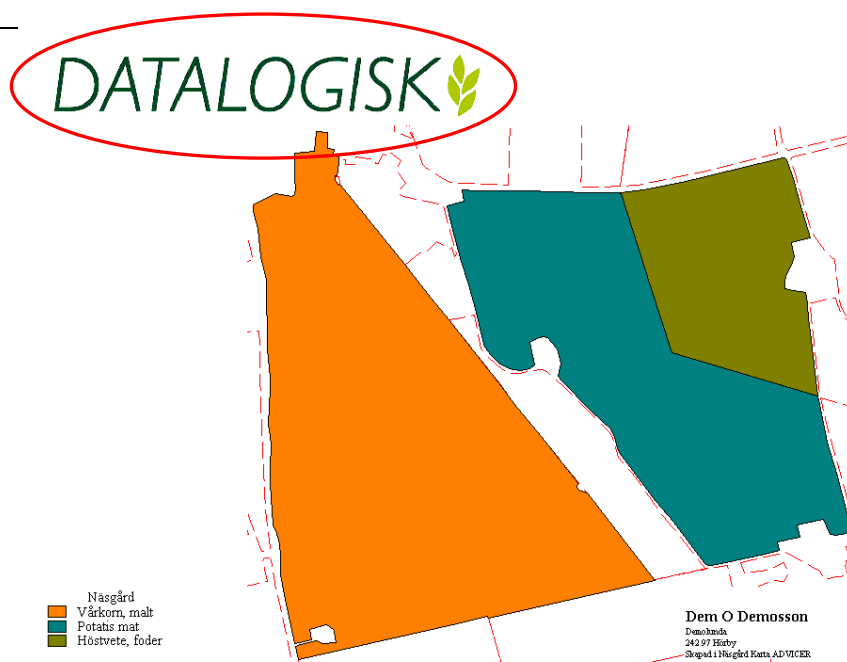 DATALOGISK
Näsgård
Vårkorn, malt
Potatis mat
Höstvete, foder
Dem O Demosson
Demolunda
242 97 Hörby
Skapad i Näsgård Karta ADVICER